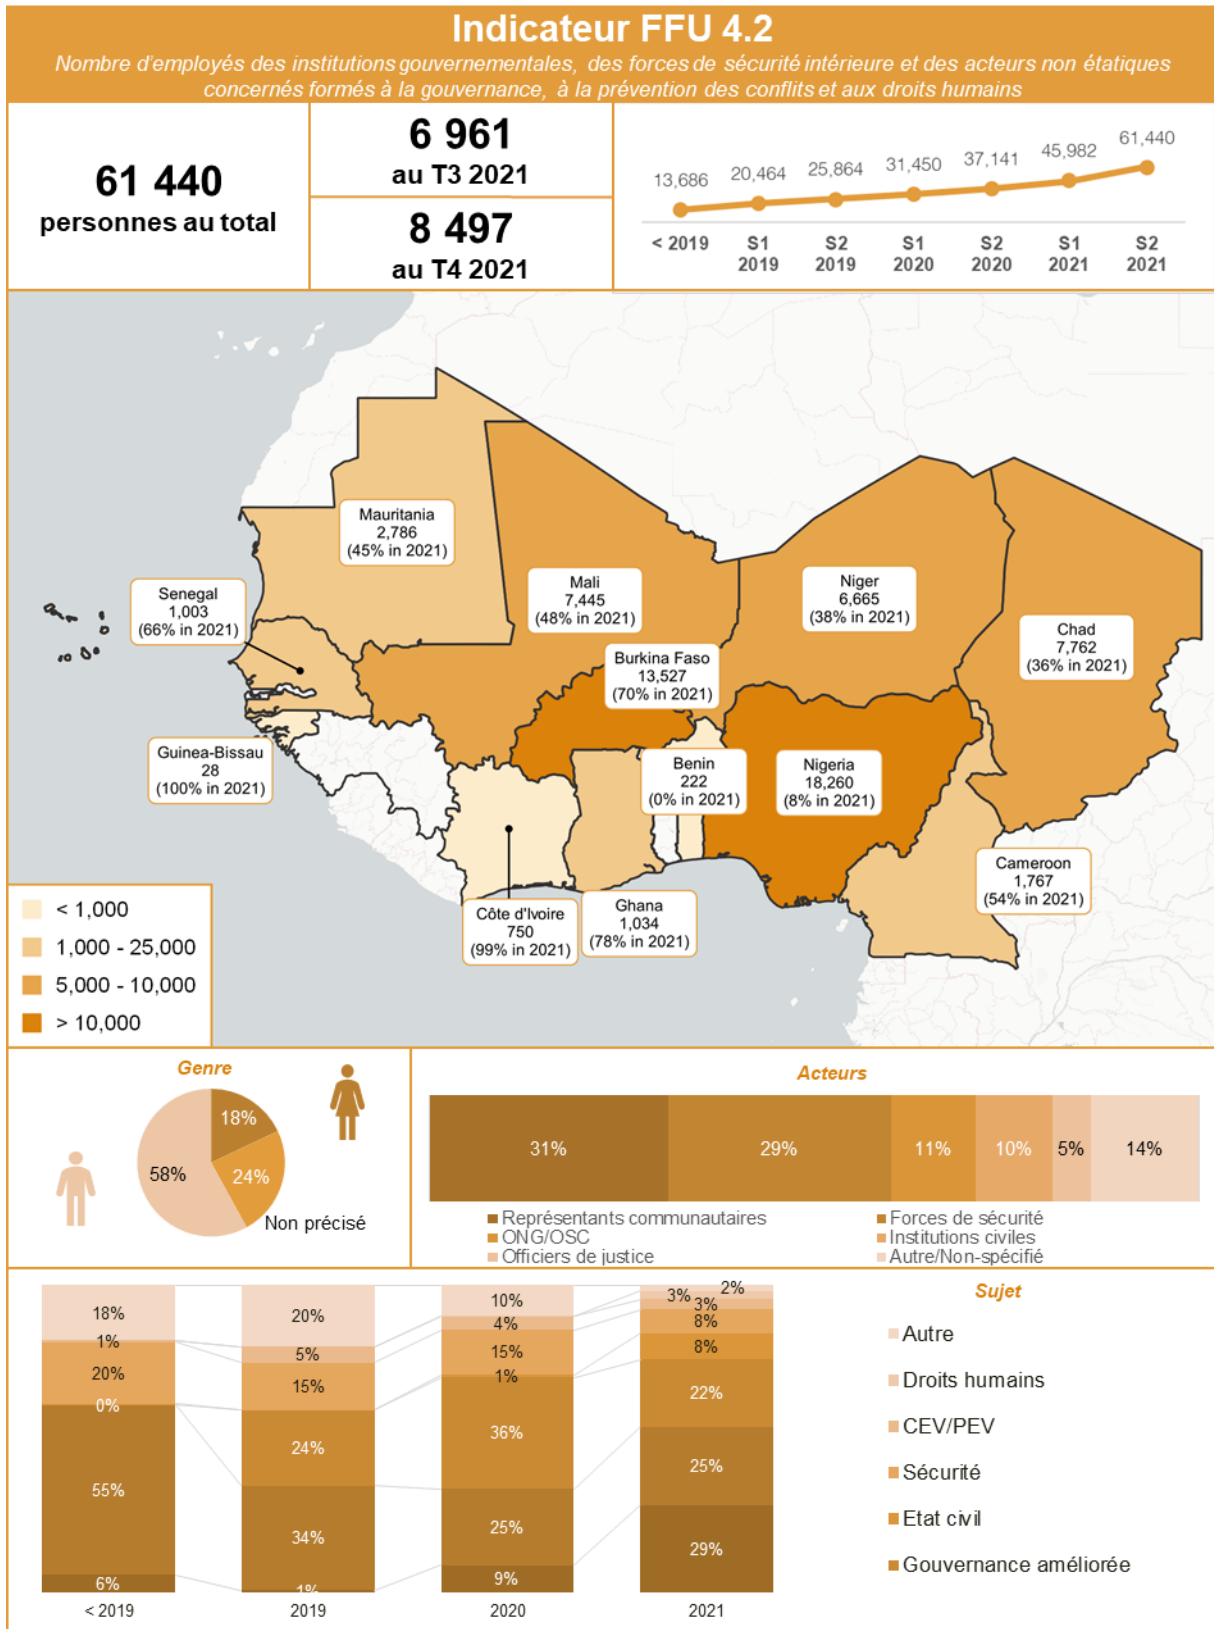 Indicateur FFU 4.2
Nombre d'employés des institutions gouvernementales, des forces de sécurité intérieure et des acteurs non étatiques
concernés formés à la gouvernance, à la prévention des conflits et aux droits humains
61 440
personnes au total
6 961
au T3 2021
8 497
au T4 2021
13,686
20,464
25,864
31,450
37,141
45,982
61,440
< 2019
S1
2019
S2
2019
S1
2020
S2
2020
S1
2021
S2
2021
Mauritania
2,786
(45% in 2021)
Senegal
1,003
(66% in 2021)
Mali
7,445
(48% in 2021)
Niger
6,665
(38% in 2021)
Chad
7,762
(36% in 2021)
Burkina Faso
13,527
(70% in 2021)
Guinea-Bissau
28
(100% in 2021)
Benin
222
(0% in 2021)
Nigeria
18,260
(8% in 2021)
Cameroon
1,767
(54% in 2021)
Côte d'Ivoire
750
(99% in 2021)
Ghana
1,034
(78% in 2021)
< 1,000
1,000 - 25,000
5,000 - 10,000
> 10,000
Genre
18%
24%
58%
Non précisé
Acteurs
31%
29%
11%
10%
5%
14%
Représentants communautaires
Forces de sécurité
ONG/OSC
Institutions civiles
Officiers de justice
Autre/Non-spécifié
18%
1%
20%
0%
55%
6%
< 2019
20%
5%
15%
24%
34%
1%
2019
10%
4%
15%
1%
36%
25%
9%
2020
2%
3%
3%
8%
8%
22%
25%
29%
2021
Sujet
Autre
Droits humains
CEV/PEV
Sécurité
Etat civil
Gouvernance améliorée